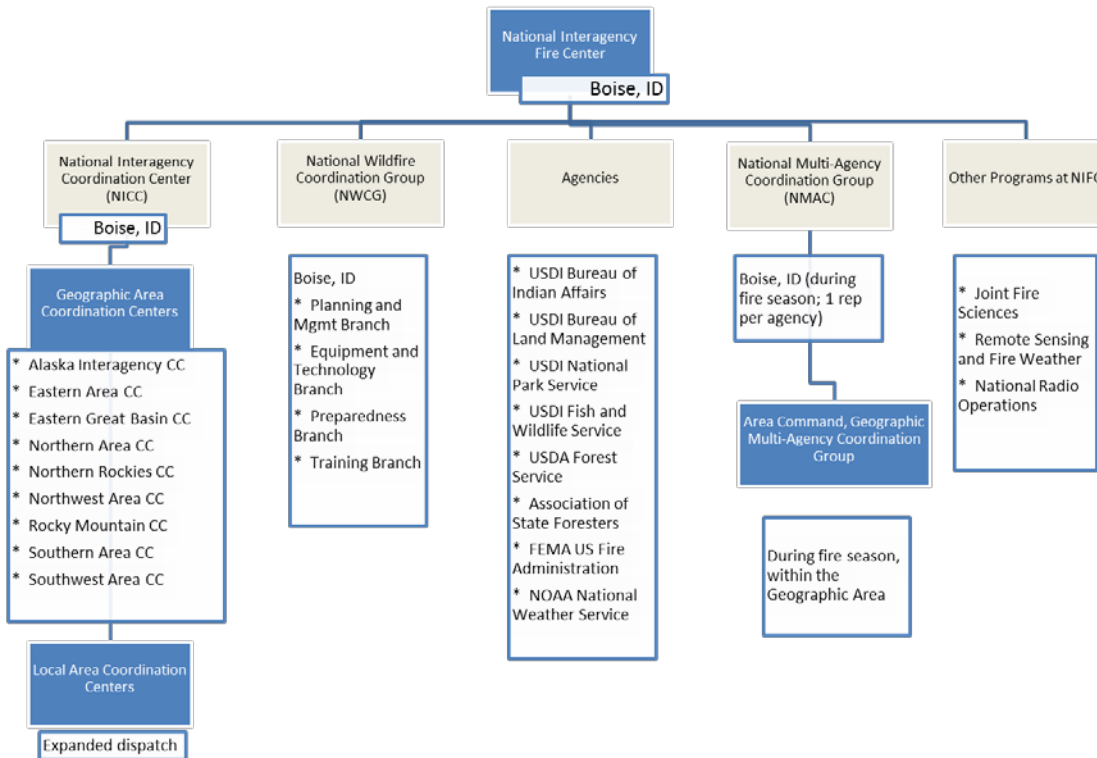 National Interagency
Fire Center
Boise, ID
National Interagency
Coordination Center
(NICC)
Boise, ID
Geographic Area
Coordination Centers
* Alaska Interagency CC
* Eastern Area CC
* Eastern Great Basin CC
* Northern Area CC
* Northern Rockies CC
* Northwest Area CC
* Rocky Mountain CC
* Southern Area CC
* Southwest Area CC
Local Area Coordination
Centers
Expanded dispatch
National Wildfire
Coordination Group
(NWCG)
Boise, ID
* Planning and
Mgmt Branch
* Equipment and
Technology
Branch
* Preparedness
Branch
* Training Branch
Agencies
* USDI Bureau of
Indian Affairs
* USDI Bureau of
Land Management
* USDI National
Park Service
* USDI Fish and
Wildlife Service
* USDA Forest
Service
* Association of
State Foresters
* FEMA US Fire
Administration
* NOAA National
Weather Service
National Multi-Agency
Coordination Group
(NMAC)
Boise, ID (during
fire season; 1 rep
per agency)
Area Command, Geographic
Multi-Agency Coordination
Group
During fire season,
within the
Geographic Area
Other Programs at NIFC
* Joint Fire
Sciences
* Remote Sensing
and Fire Weather
* National Radio
Operations